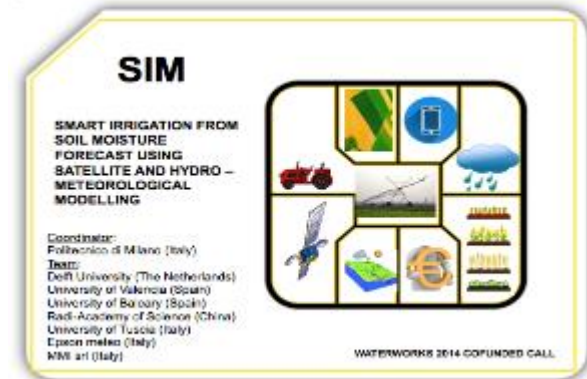 SIM
SMART IRRIGATION FROM
SOIL MOISTURE
FORECAST USING
SATELLITE AND HYDRO –
METEOROLOGICAL
MODELLING
Coordinator:
Politecnico di Milano (Italy)
Team:
Delft University (The Netherlands)
University of Valencia (Spain)
University of Baleary (Spain)
Radi-Academy of Science (China)
University of Tuscia (Italy)
Epson meteo (Italy)
MMI srl (Italy)
WATERWORKS 2014 COFUNDED CALL